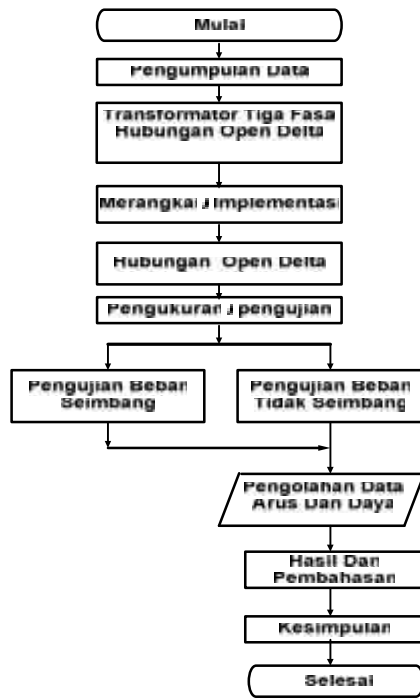 Mulai
Pengumpulan Data
Transformator Tiga Fasa
Hubungan Open Delta
Merangkai / Implementasi
Hubungan Open Delta
Pengukuran / pengujian
Pengujian Beban
Seimbang
Pengujian Beban
Tidak Seimbang
Pengolahan Data
Arus Dan Daya
Hasil Dan
Pembahasan
Kesimpulan
Selesai